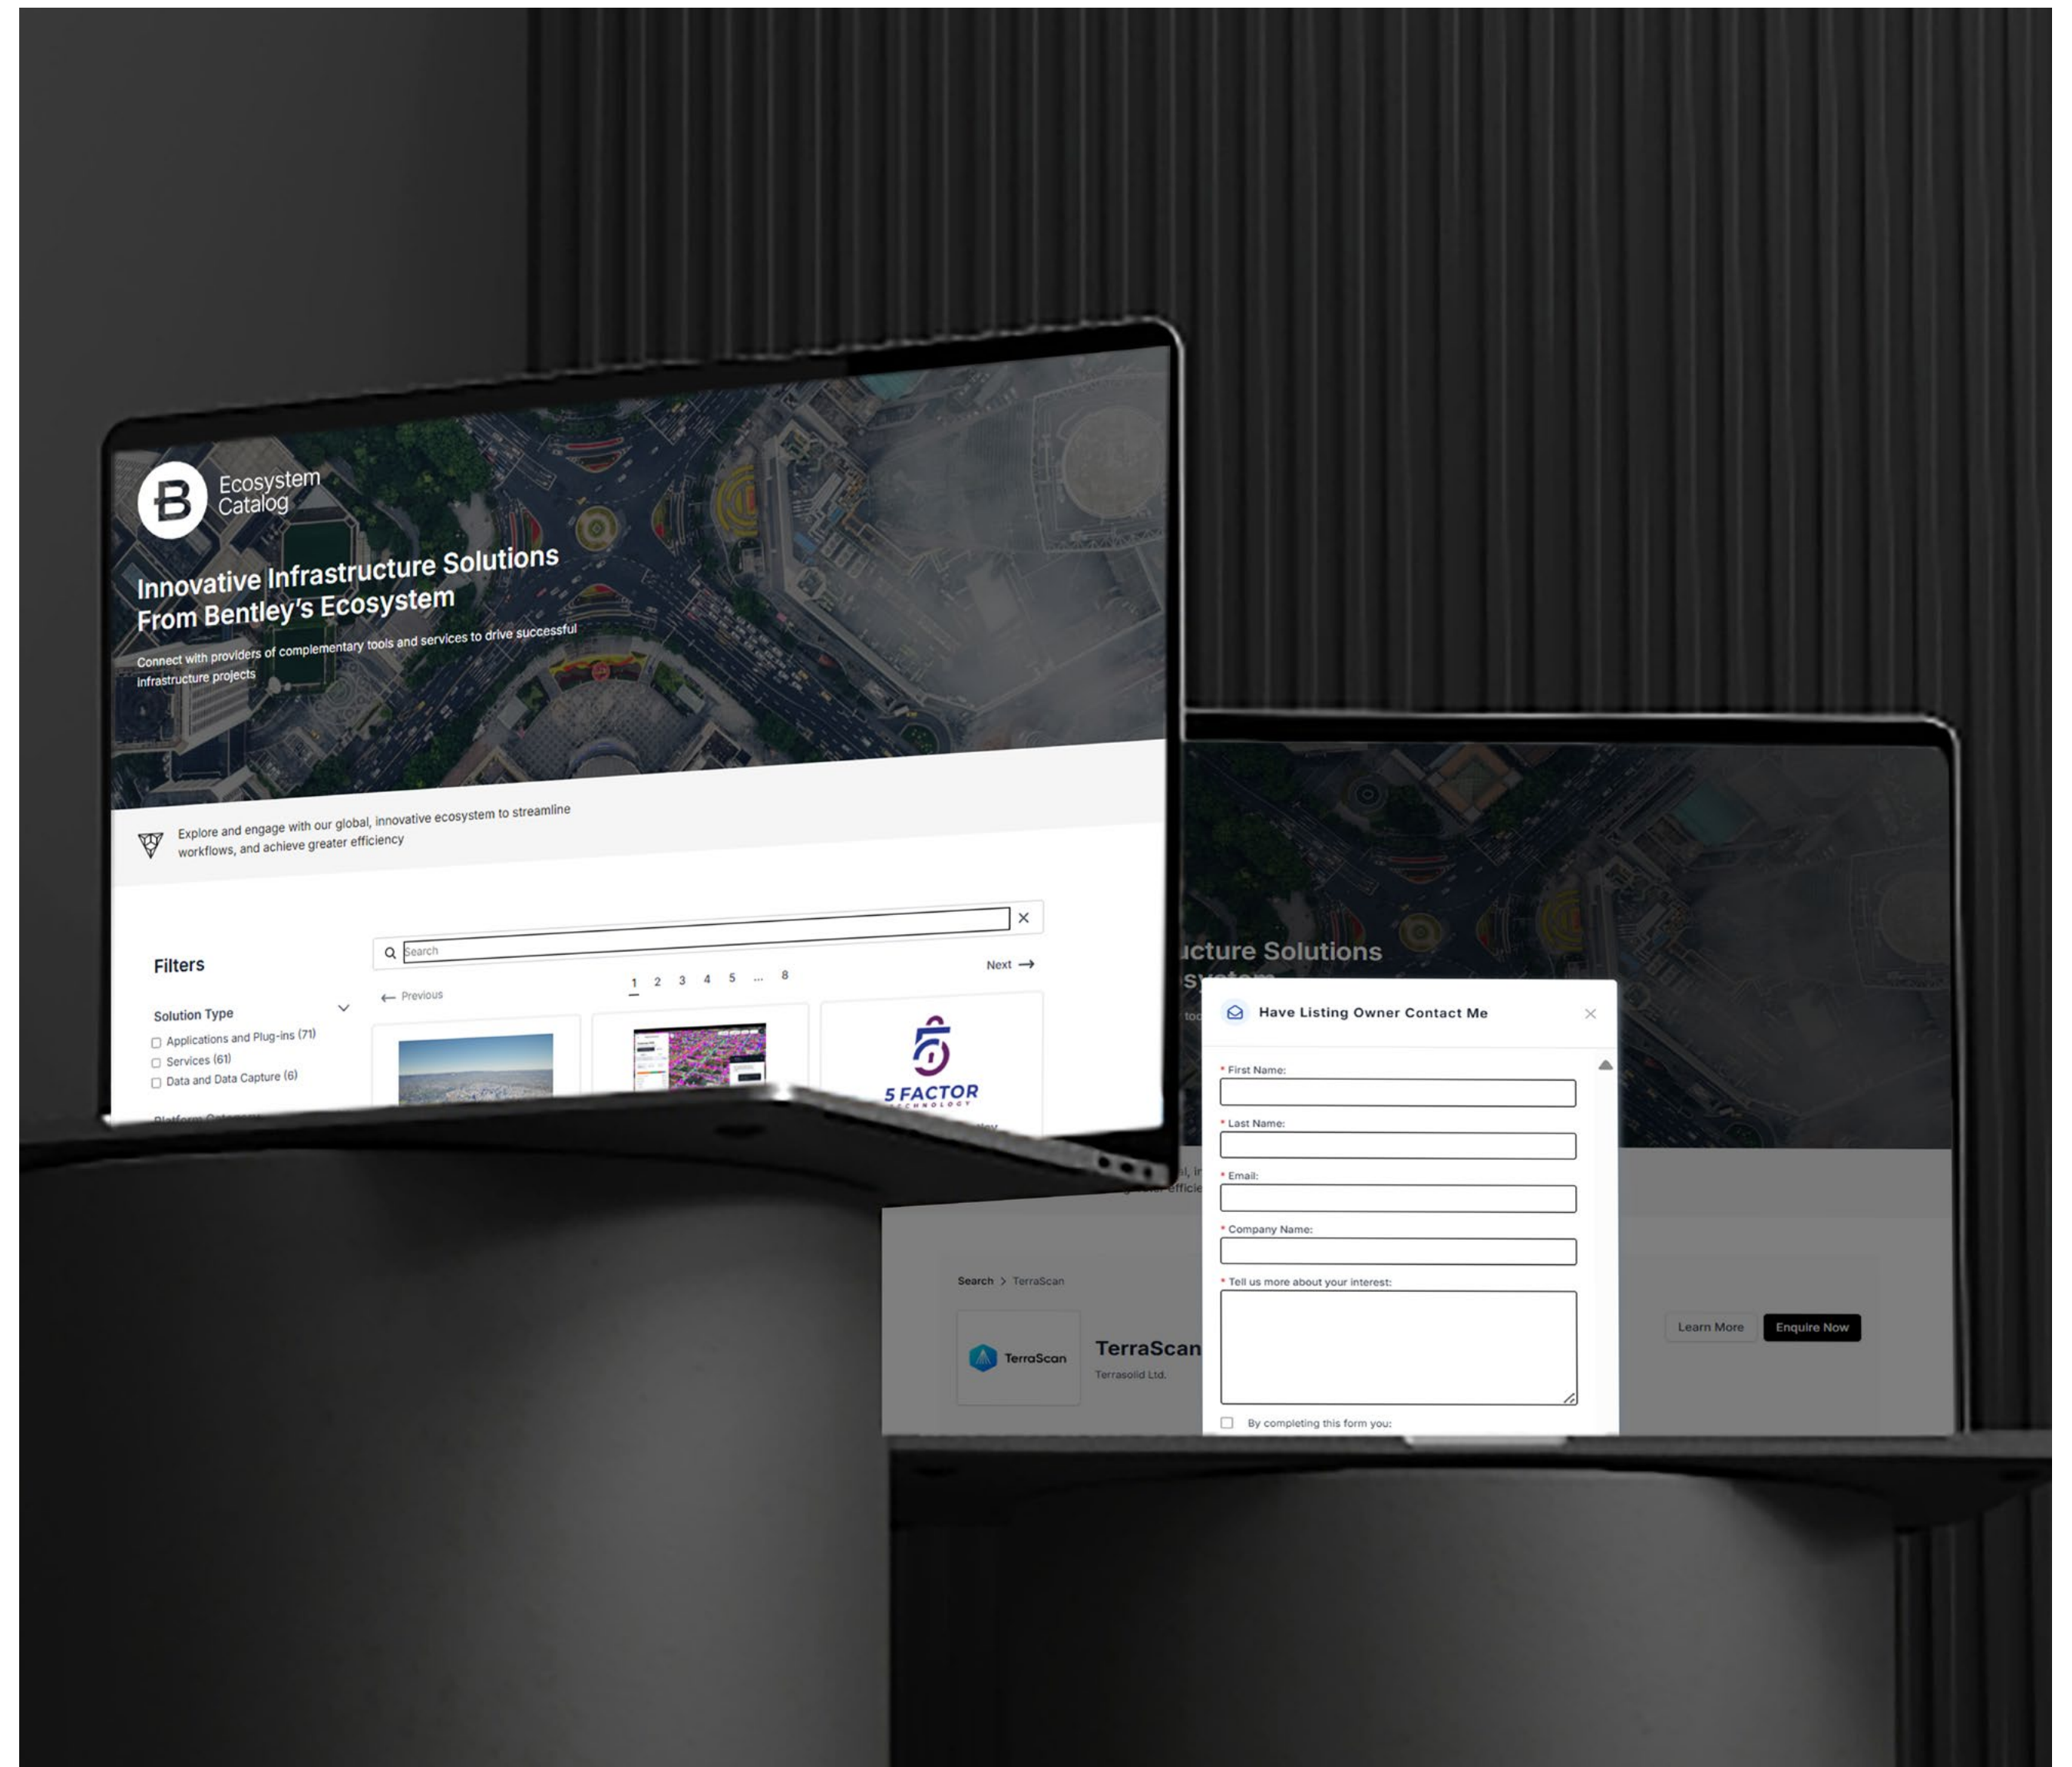 B
Ecosystem
Catalog
Innovative Infrastructure Solutions
From Bentley's Ecosystem
Connect with providers of complementary tools and services to drive successful
infrastructure projects
Explore and engage with our global, innovative ecosystem to streamline
workflows, and achieve greater efficiency
Filters
Search
Previous
1 2 3 4 5 ... 8
Next
Solution Type
Applications and Plug-ins (71)
Services (61)
Data and Data Capture (6)
5 FACTOR
TECHNOLOGY
ucture Solutions
Have Listing Owner Contact Me
* First Name:
* Last Name:
* Email:
* Company Name:
* Tell us more about your interest:
By completing this form you:
Search > TerraScan
TerraScan
TerraScan
Terrasolid Ltd.
Learn More
Enquire Now